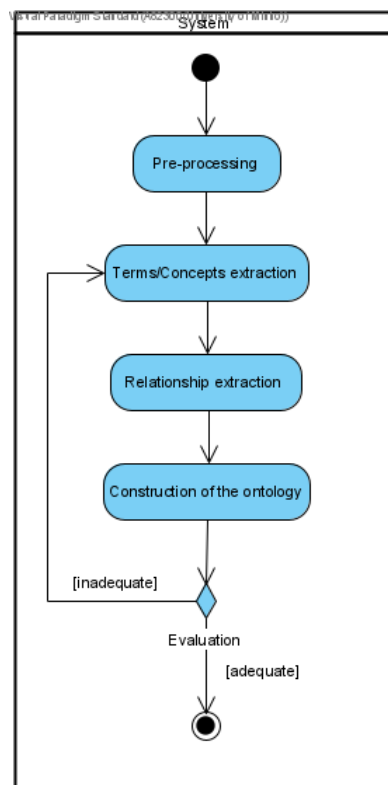 System
Pre-processing
Terms/Concepts extraction
Relationship extraction
Construction of the ontology
[inadequate]
Evaluation
[adequate]